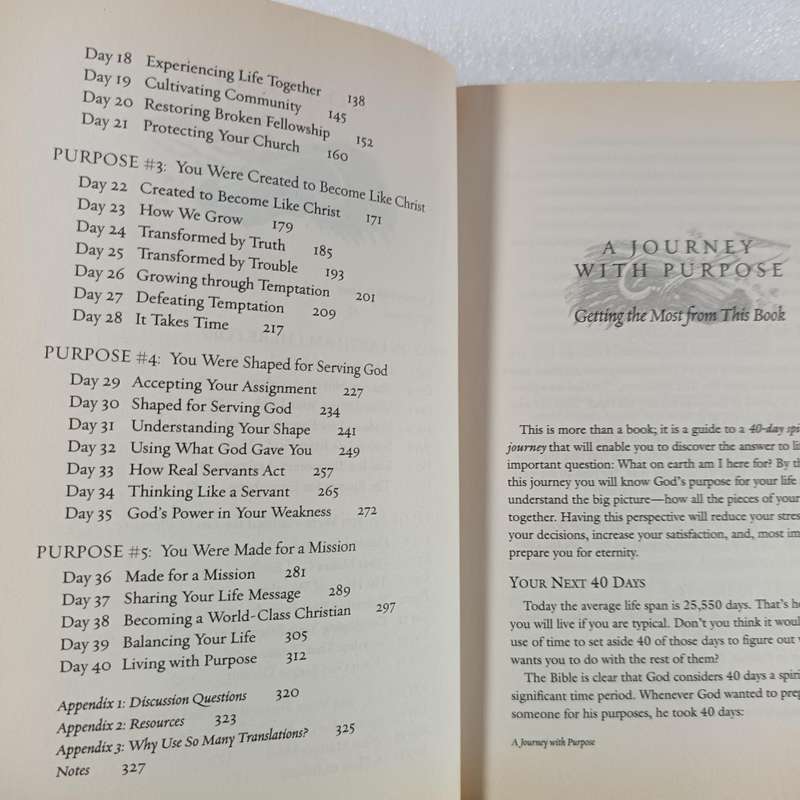 Day 18 Experiencing Life Together 138
Day 19 Cultivating Community 145
Day 20 Restoring Broken Fellowship 152
Day 21 Protecting Your Church 160
PURPOSE #3: You Were Created to Become Like Christ
Day 22 Created to Become Like Christ 171
Day 23 How We Grow 179
Day 24 Transformed by Truth 185
Day 25 Transformed by Trouble 193
Day 26 Growing through Temptation 201
Day 27 Defeating Temptation 209
Day 28 It Takes Time 217
PURPOSE #4: You Were Shaped for Serving God
Day 29 Accepting Your Assignment 227
Day 30 Shaped for Serving God 234
Day 31 Understanding Your Shape 241
Day 32 Using What God Gave You 249
Day 33 How Real Servants Act 257
Day 34 Thinking Like a Servant 265
Day 35 God's Power in Your Weakness 272
PURPOSE #5: You Were Made for a Mission
Day 36 Made for a Mission 281
Day 37 Sharing Your Life Message 289
Day 38 Becoming a World-Class Christian 297
Day 39 Balancing Your Life 305
Day 40 Living with Purpose 312
Appendix 1: Discussion Questions 320
Appendix 2: Resources 323
Appendix 3: Why Use So Many Translations? 325
Notes 327
A JOURNEY
WITH PURPOSE
Getting the Most from This Book
This is more than a book; it is a guide to a 40-day
journey that will enable you to discover the answer to
important question: What on earth am I here for? By
this journey you will know God's purpose for your life
understand the big picture—how all the pieces of your
together. Having this perspective will reduce your
your decisions, increase your satisfaction, and, most
prepare you for eternity.
YOUR NEXT 40 DAYS
Today the average life span is 25,550 days. That's
you will live if you are typical. Don't you think it
use of time to set aside 40 of those days to figure out
wants you to do with the rest of them?
The Bible is clear that God considers 40 days a
significant time period. Whenever God wanted to
someone for his purposes, he took 40 days:
A Journey with Purpose